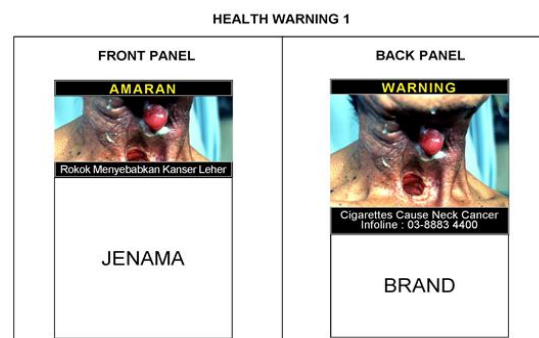 HEALTH WARNING 1
FRONT PANEL
AMARAN
Rokok Menyebabkan Kanser Leher
JENAMA
BACK PANEL
WARNING
Cigarettes Cause Neck Cancer
Infoline : 03-8883 4400
BRAND